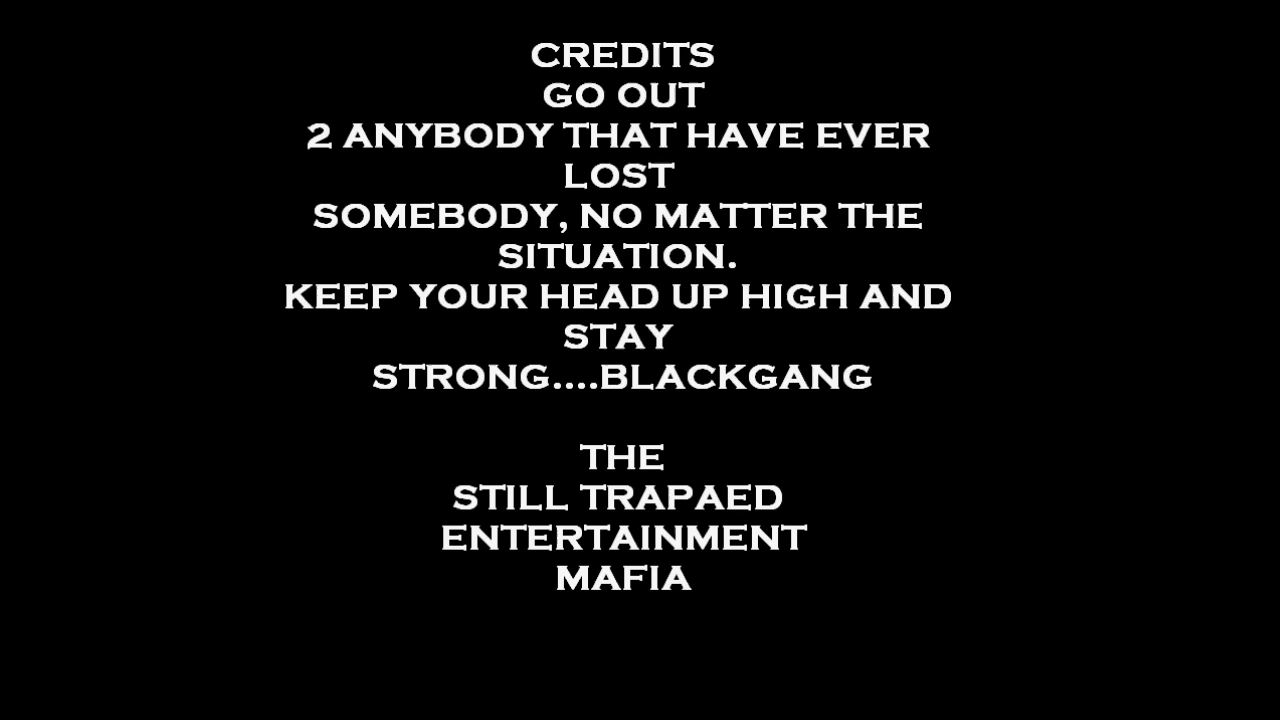 CREDITS
GO OUT
2 ANYBODY THAT HAVE EVER
LOST
SOMEBODY, NO MATTER THE
SITUATION.
KEEP YOUR HEAD UP HIGH AND
STAY
STRONG....BLACKGANG
THE
STILL TRAPAED
ENTERTAINMENT
MAFIA